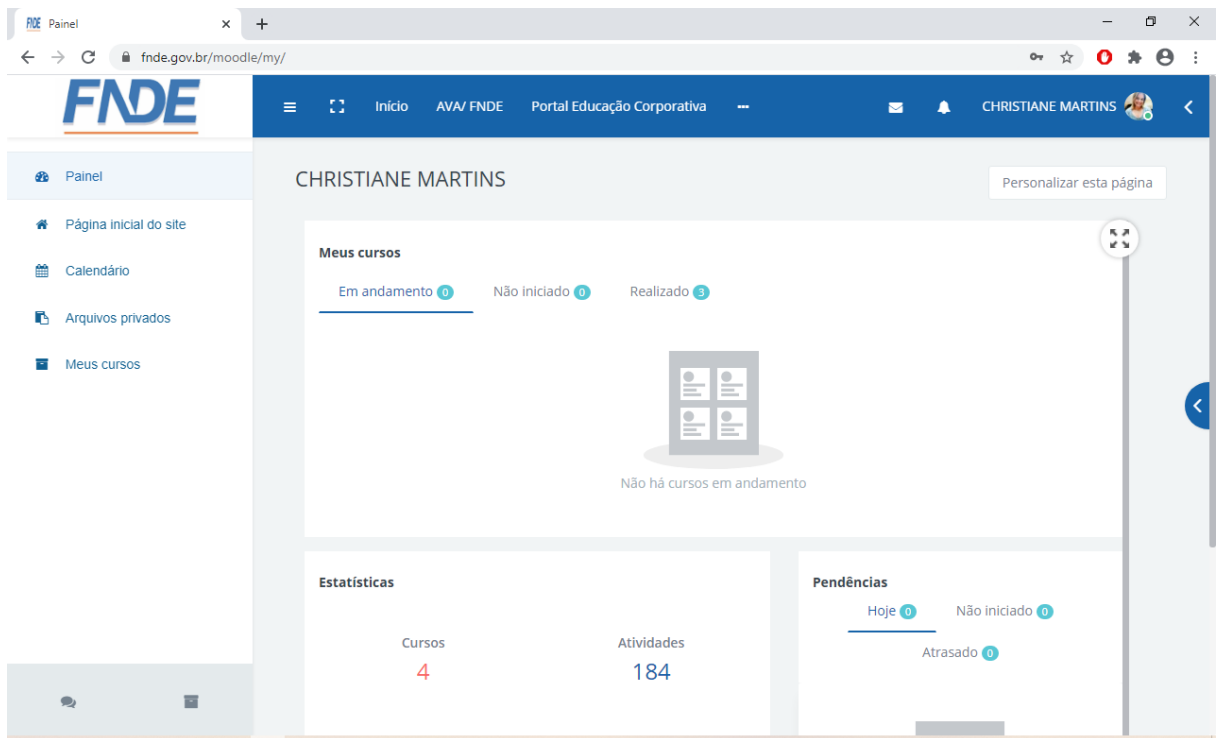 FNDE Painel
fnde.gov.br/moodle/my/
FNDE
Início AVA/ FNDE Portal Educação Corporativa CHRISTIANE MARTINS
Painel
Página inicial do site
Calendário
Arquivos privados
Meus cursos
CHRISTIANE MARTINS
Personalizar esta página
Meus cursos
Em andamento 0 Não iniciado 0 Realizado 3
Não há cursos em andamento
Estatísticas
Cursos Atividades
4 184
Pendências
Hoje 0 Não iniciado 0
Atrasado 0